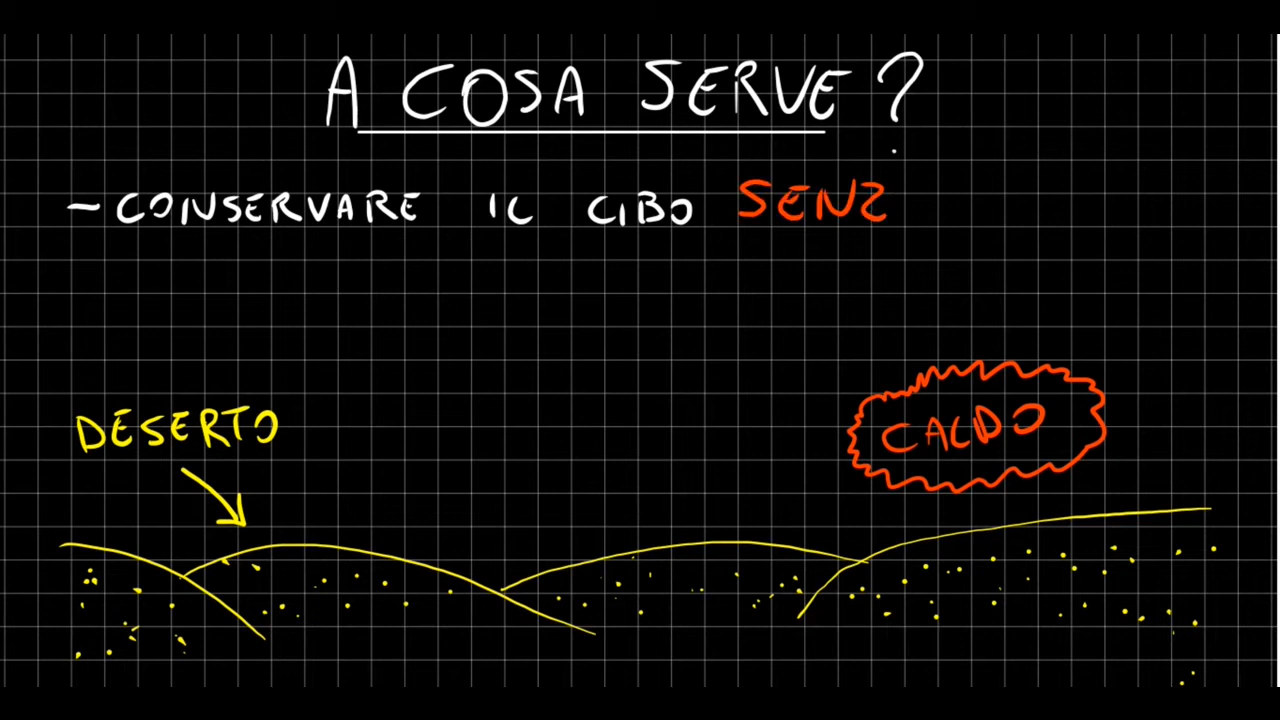 A COSA SERVE?
- CONSERVARE IL CIBO SENZ
DESERTO
CALDO